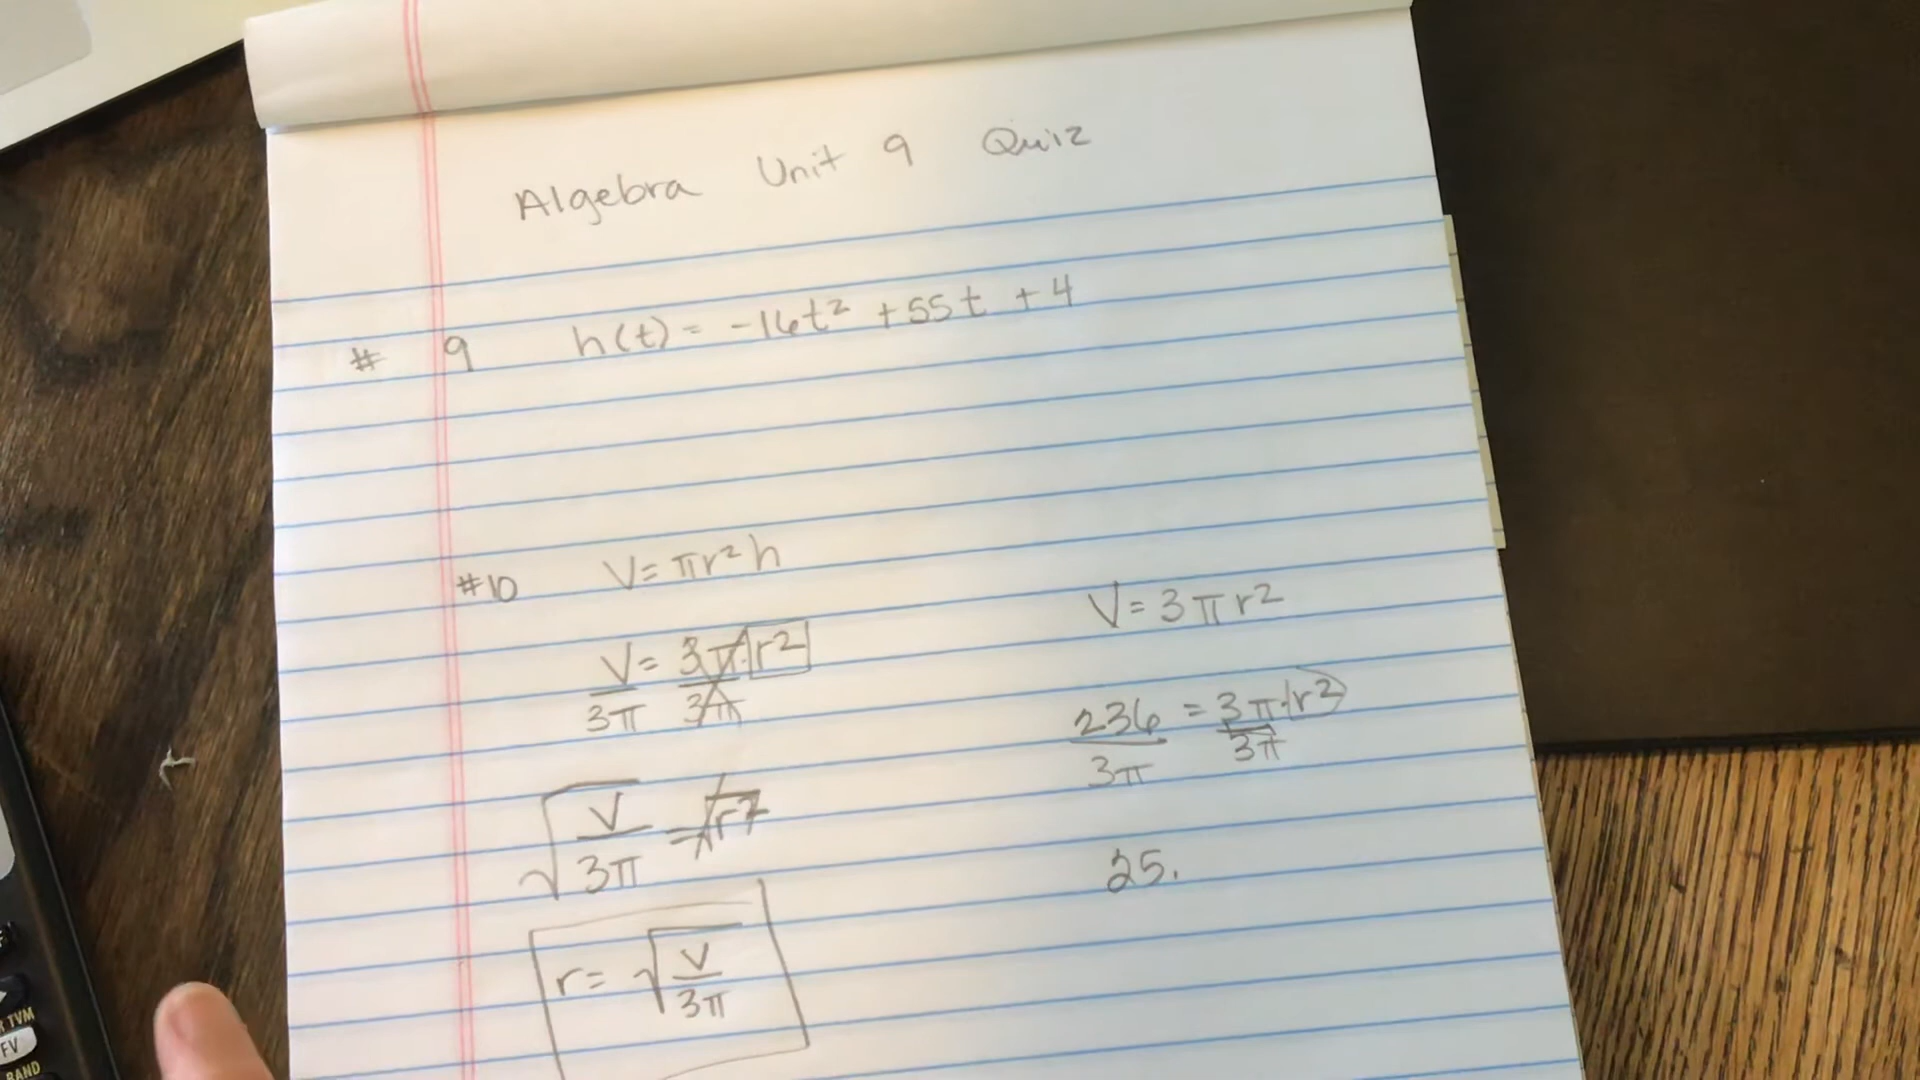 Algebra Unit 9 Quiz
# 9 h(t) = -16t² + 55t + 4
#10 V = πr²h
V/3π = 3π·r²/3π
√(V/3π) = √r²
r = √(V/3π)
V = 3πr²
236/3π = 3π·r²/3π
25.
TVM
FV
BAND